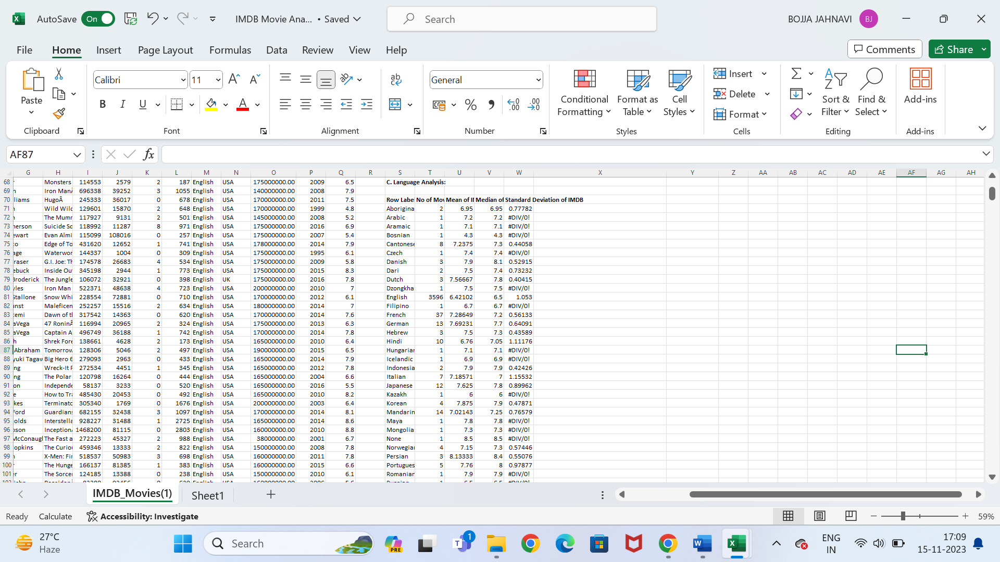 AutoSave On IMDB Movie Ana... • Saved Search BOJJA JAHNAVI BJ
File Home Insert Page Layout Formulas Data Review View Help Comments Share
Paste Calibri 11 General Conditional Formatting Format as Table Cell Styles Insert Delete Format Sort & Filter Find & Select Add-ins
Clipboard Font Alignment Number Styles Cells Editing Add-ins
AF87 fx
G H I J K L M N O P Q R S T U V W X Y Z AA AB AC AD AE AF AG AH
68 Monsters 114553 2579 2 187 English USA 175000000.00 2009 6.5 C. Language Analysis:
69 Iron Man 696338 39252 3 1055 English USA 140000000.00 2008 7.9
70 liams HugoÂ 245333 36017 0 678 English USA 170000000.00 2011 7.5 Row Label No of Mov Mean of II Median of Standard Deviation of IMDB
71 Wild Wild 129601 15870 2 648 English USA 170000000.00 1999 4.8 Aborigina 2 6.95 6.95 0.77782
72 The Mumr 117927 9131 2 501 English USA 145000000.00 2008 5.2 Arabic 1 7.2 7.2 #DIV/0!
73 herson Suicide Sq 118992 11287 8 971 English USA 175000000.00 2016 6.9 Aramaic 1 7.1 7.1 #DIV/0!
74 ewart Evan Almi 115099 108016 0 257 English USA 175000000.00 2007 5.4 Bosnian 1 4.3 4.3 #DIV/0!
75 to Edge of To 431620 12652 1 741 English USA 178000000.00 2014 7.9 Cantonese 8 7.2375 7.3 0.44058
76 age Waterwor 144337 1004 0 309 English USA 175000000.00 1995 6.1 Czech 1 7.4 7.4 #DIV/0!
77 raser G.I. Joe: Th 174578 26683 4 534 English USA 175000000.00 2009 5.8 Danish 3 7.9 8.1 0.52915
78 ebuck Inside Ou 345198 2944 1 773 English USA 175000000.00 2015 8.3 Dari 2 7.5 7.4 0.73232
79 Broderick The Jungle 106072 32921 0 398 English UK 175000000.00 2016 7.8 Dutch 3 7.56667 7.8 0.40415
80 yles Iron Man 522371 48638 4 723 English USA 200000000.00 2010 7 Dzongkha 1 7.5 7.5 #DIV/0!
81 Stallone Snow Whi 228554 72881 0 710 English USA 170000000.00 2012 6.1 English 3596 6.42102 6.5 1.053
82 unst Maleficen 252257 15516 2 634 English USA 180000000.00 2014 7 Filipino 1 6.7 6.7 #DIV/0!
83 temi Dawn of tl 317542 14363 0 620 English USA 170000000.00 2014 7.6 French 37 7.28649 7.2 0.56133
84 aVega 47 RoninÂ 116994 20965 2 324 English USA 175000000.00 2013 6.3 German 13 7.69231 7.7 0.64091
85 aVega Captain A 496749 36188 1 742 English USA 170000000.00 2014 7.8 Hebrew 3 7.5 7.3 0.43589
86 h Shrek Fore 138661 4628 2 173 English USA 165000000.00 2010 6.4 Hindi 10 6.76 7.05 1.11176
87 Abraham Tomorrow 128306 5046 2 497 English USA 190000000.00 2015 6.5 Hungarian 1 7.1 7.1 #DIV/0!
88 yuki Tagaw Big Hero 6 279093 2963 0 433 English USA 165000000.00 2014 7.9 Icelandic 1 6.9 6.9 #DIV/0!
89 ng Wreck-It F 272534 4451 1 345 English USA 165000000.00 2012 7.8 Indonesia 2 7.9 7.9 0.42426
90 ng The Polar 120798 16264 0 444 English USA 165000000.00 2004 6.6 Italian 7 7.18571 7 1.15532
91 on Independe 58137 3233 0 520 English USA 165000000.00 2016 5.5 Japanese 12 7.625 7.8 0.89962
92 e How to Tra 485430 20453 0 492 English USA 165000000.00 2010 8.2 Kazakh 1 6 6 #DIV/0!
93 kes Terminato 305340 1769 0 1676 English USA 200000000.00 2003 6.4 Korean 4 7.875 7.9 0.47871
94 Ford Guardians 682155 32438 3 1097 English USA 170000000.00 2014 8.1 Mandarin 14 7.02143 7.25 0.76579
95 olds Interstella 928227 31488 1 2725 English USA 165000000.00 2014 8.6 Maya 1 7.8 7.8 #DIV/0!
96 oson Inception 1468200 81115 0 2803 English USA 160000000.00 2010 8.8 Mongolia 1 7.3 7.3 #DIV/0!
97 McConaugl The Fast a 272223 45327 2 988 English USA 38000000.00 2001 6.7 None 1 8.5 8.5 #DIV/0!
98 opkins The Curio 459346 13333 2 822 English USA 150000000.00 2008 7.8 Norwegian 4 7.15 7.3 0.57446
99 X-Men: Fir 518537 50983 3 698 English USA 160000000.00 2011 7.8 Persian 3 8.13333 8.4 0.55076
100 The Hunge 166137 81385 1 383 English USA 160000000.00 2015 6.6 Portugues 5 7.76 8 0.97877
101 er The Sorcer 124185 13388 0 238 English USA 150000000.00 2010 6.1 Romanian 1 7.9 7.9 #DIV/0!
IMDB_Movies(1) Sheet1 +
Ready Calculate Accessibility: Investigate 59%
27°C
Haze
Search PRE 1 ENG IN 17:09
15-11-2023